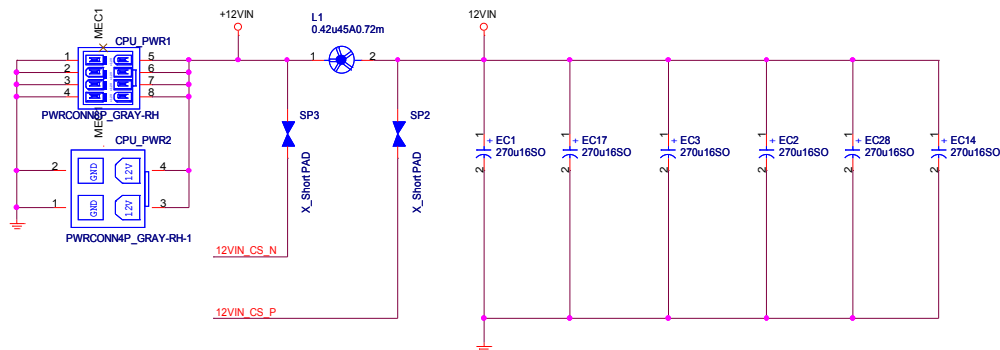 +12VIN
12VIN
MEC1
CPU_PWR1
L1
0.42u45A0.72m
1
2
3
4
5
6
7
8
1
2
PWRCONN8P_GRAY-RH
MEC1
CPU_PWR2
2
GND
12V
4
1
GND
12V
3
PWRCONN4P_GRAY-RH-1
SP3
X_Short PAD
SP2
X_Short PAD
12VIN_CS_N
12VIN_CS_P
1
+ EC1
270u16SO
2
1
+ EC17
270u16SO
2
1
+ EC3
270u16SO
2
1
+ EC2
270u16SO
2
1
+ EC28
270u16SO
2
1
+ EC14
270u16SO
2